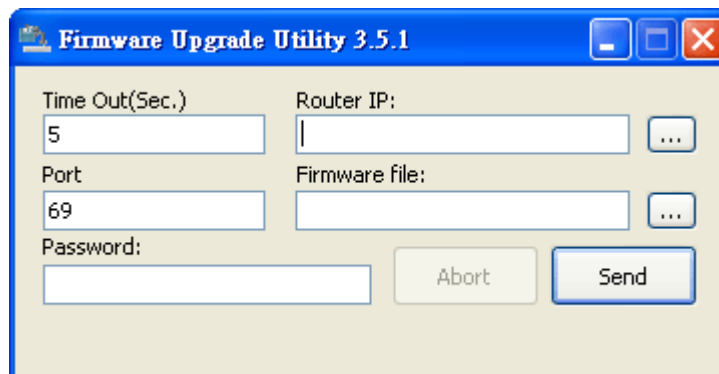 Firmware Upgrade Utility 3.5.1
Time Out(Sec.) Router IP:
5 ...
Port Firmware file:
69 ...
Password:
Abort Send